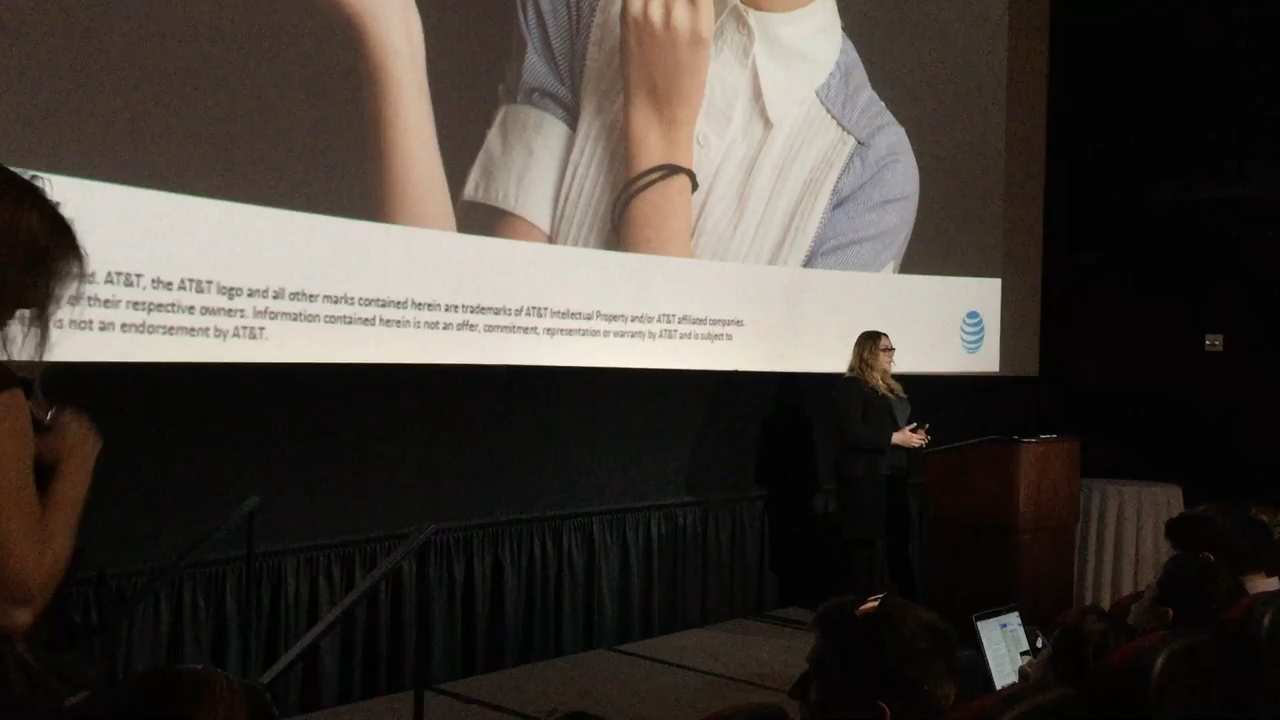 d. AT&T, the AT&T logo and all other marks contained herein are trademarks of AT&T Intellectual Property and/or AT&T affiliated companies.
their respective owners. Information contained herein is not an offer, commitment, representation or warranty by AT&T and is subject to
is not an endorsement by AT&T.